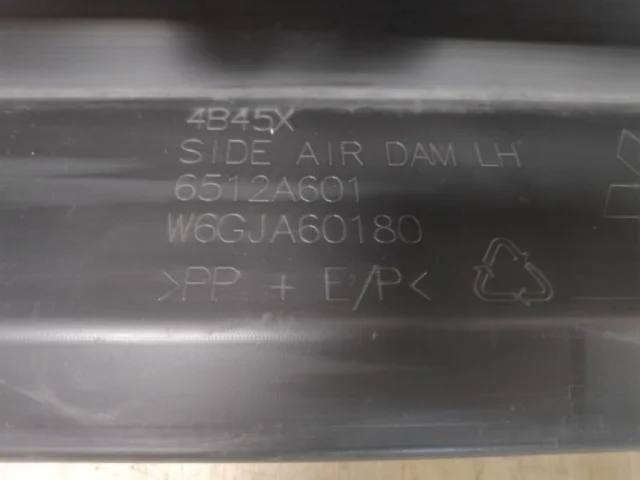 4B45X
SIDE AIR DAM LH
6512A601
W6GJA60180
>PP + E/P<